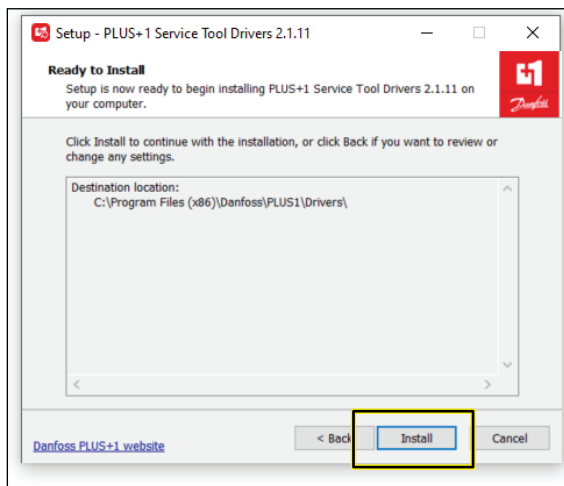 Setup - PLUS+1 Service Tool Drivers 2.1.11
Ready to Install
Setup is now ready to begin installing PLUS+1 Service Tool Drivers 2.1.11 on
your computer.
Danfoss
Click Install to continue with the installation, or click Back if you want to review or
change any settings.
Destination location:
C:\Program Files (x86)\Danfoss\PLUS1\Drivers\
Danfoss PLUS+1 website
< Back
Install
Cancel